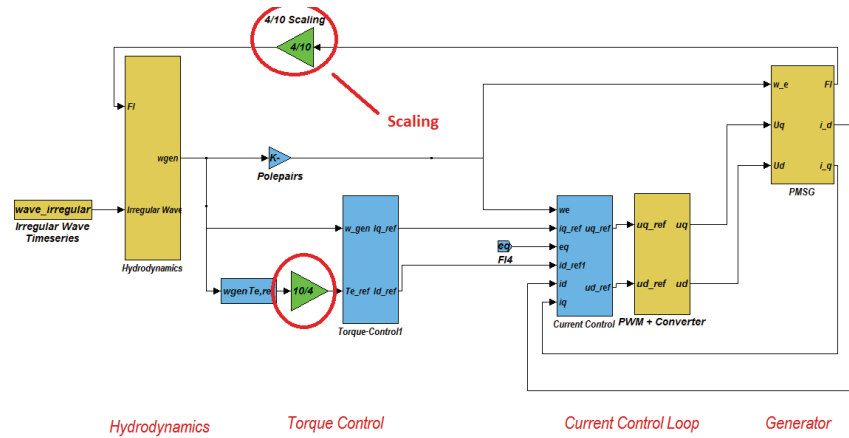 4/10 Scaling
4/10
Scaling
FI
wgen
Irregular Wave
Hydrodynamics
wave_irregular
Irregular Wave
Timeseries
K-
Polepairs
w_gen Iq_ref
Te_ref Id_ref
Torque-Control1
wgenTe,re
10/4
eq
FI4
we
iq_ref uq_ref
eq
id_ref1
id ud_ref
iq
Current Control
uq_ref uq
ud_ref ud
PWM + Converter
w_e FI
Uq i_d
Ud i_q
PMSG
Hydrodynamics Torque Control Current Control Loop Generator